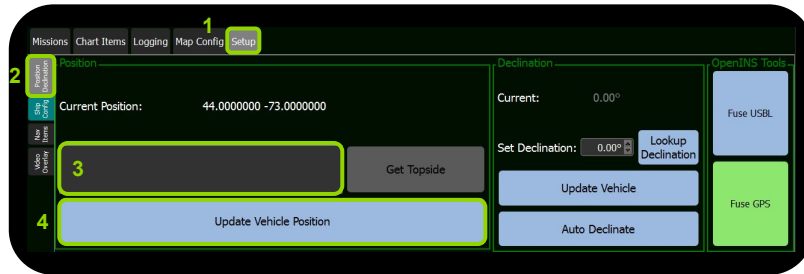 1
Missions Chart Items Logging Map Config Setup
2
Position
Declination
Ship
Config
Nav
Items
Video
Overlay
Position
Current Position: 44.0000000 -73.0000000
3
Get Topside
4
Update Vehicle Position
Declination
Current: 0.00°
Set Declination: 0.00°
Lookup
Declination
Update Vehicle
Auto Declinate
OpenINS Tools
Fuse USBL
Fuse GPS